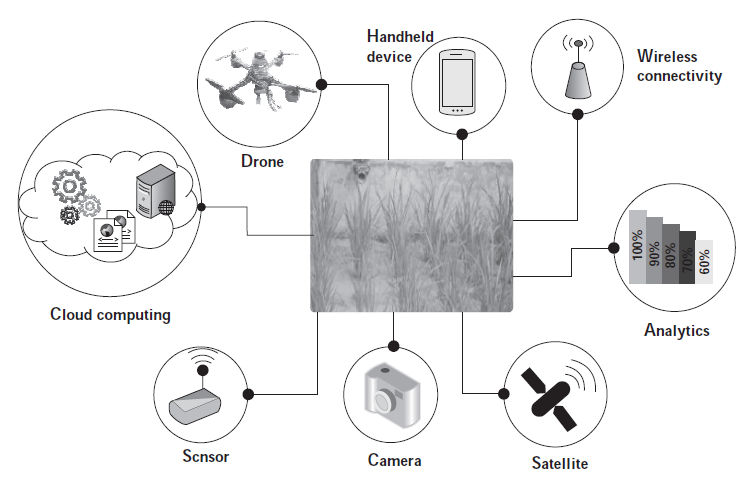 Handheld
device
Wireless
connectivity
Drone
100%
90%
80%
70%
60%
Cloud computing
Analytics
Scnsor
Camera
Satellite